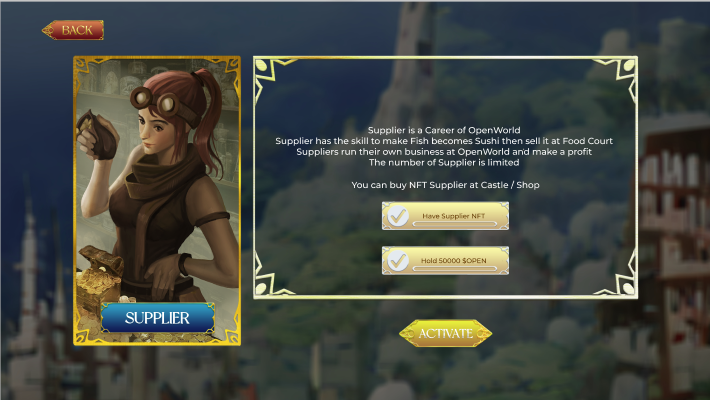 BACK
Supplier is a Career of OpenWorld
Supplier has the skill to make Fish becomes Sushi then sell it at Food Court
Suppliers run their own business at OpenWorld and make a profit
The number of Supplier is limited
You can buy NFT Supplier at Castle / Shop
Have Supplier NFT
Hold 50000 $OPEN
SUPPLIER
ACTIVATE